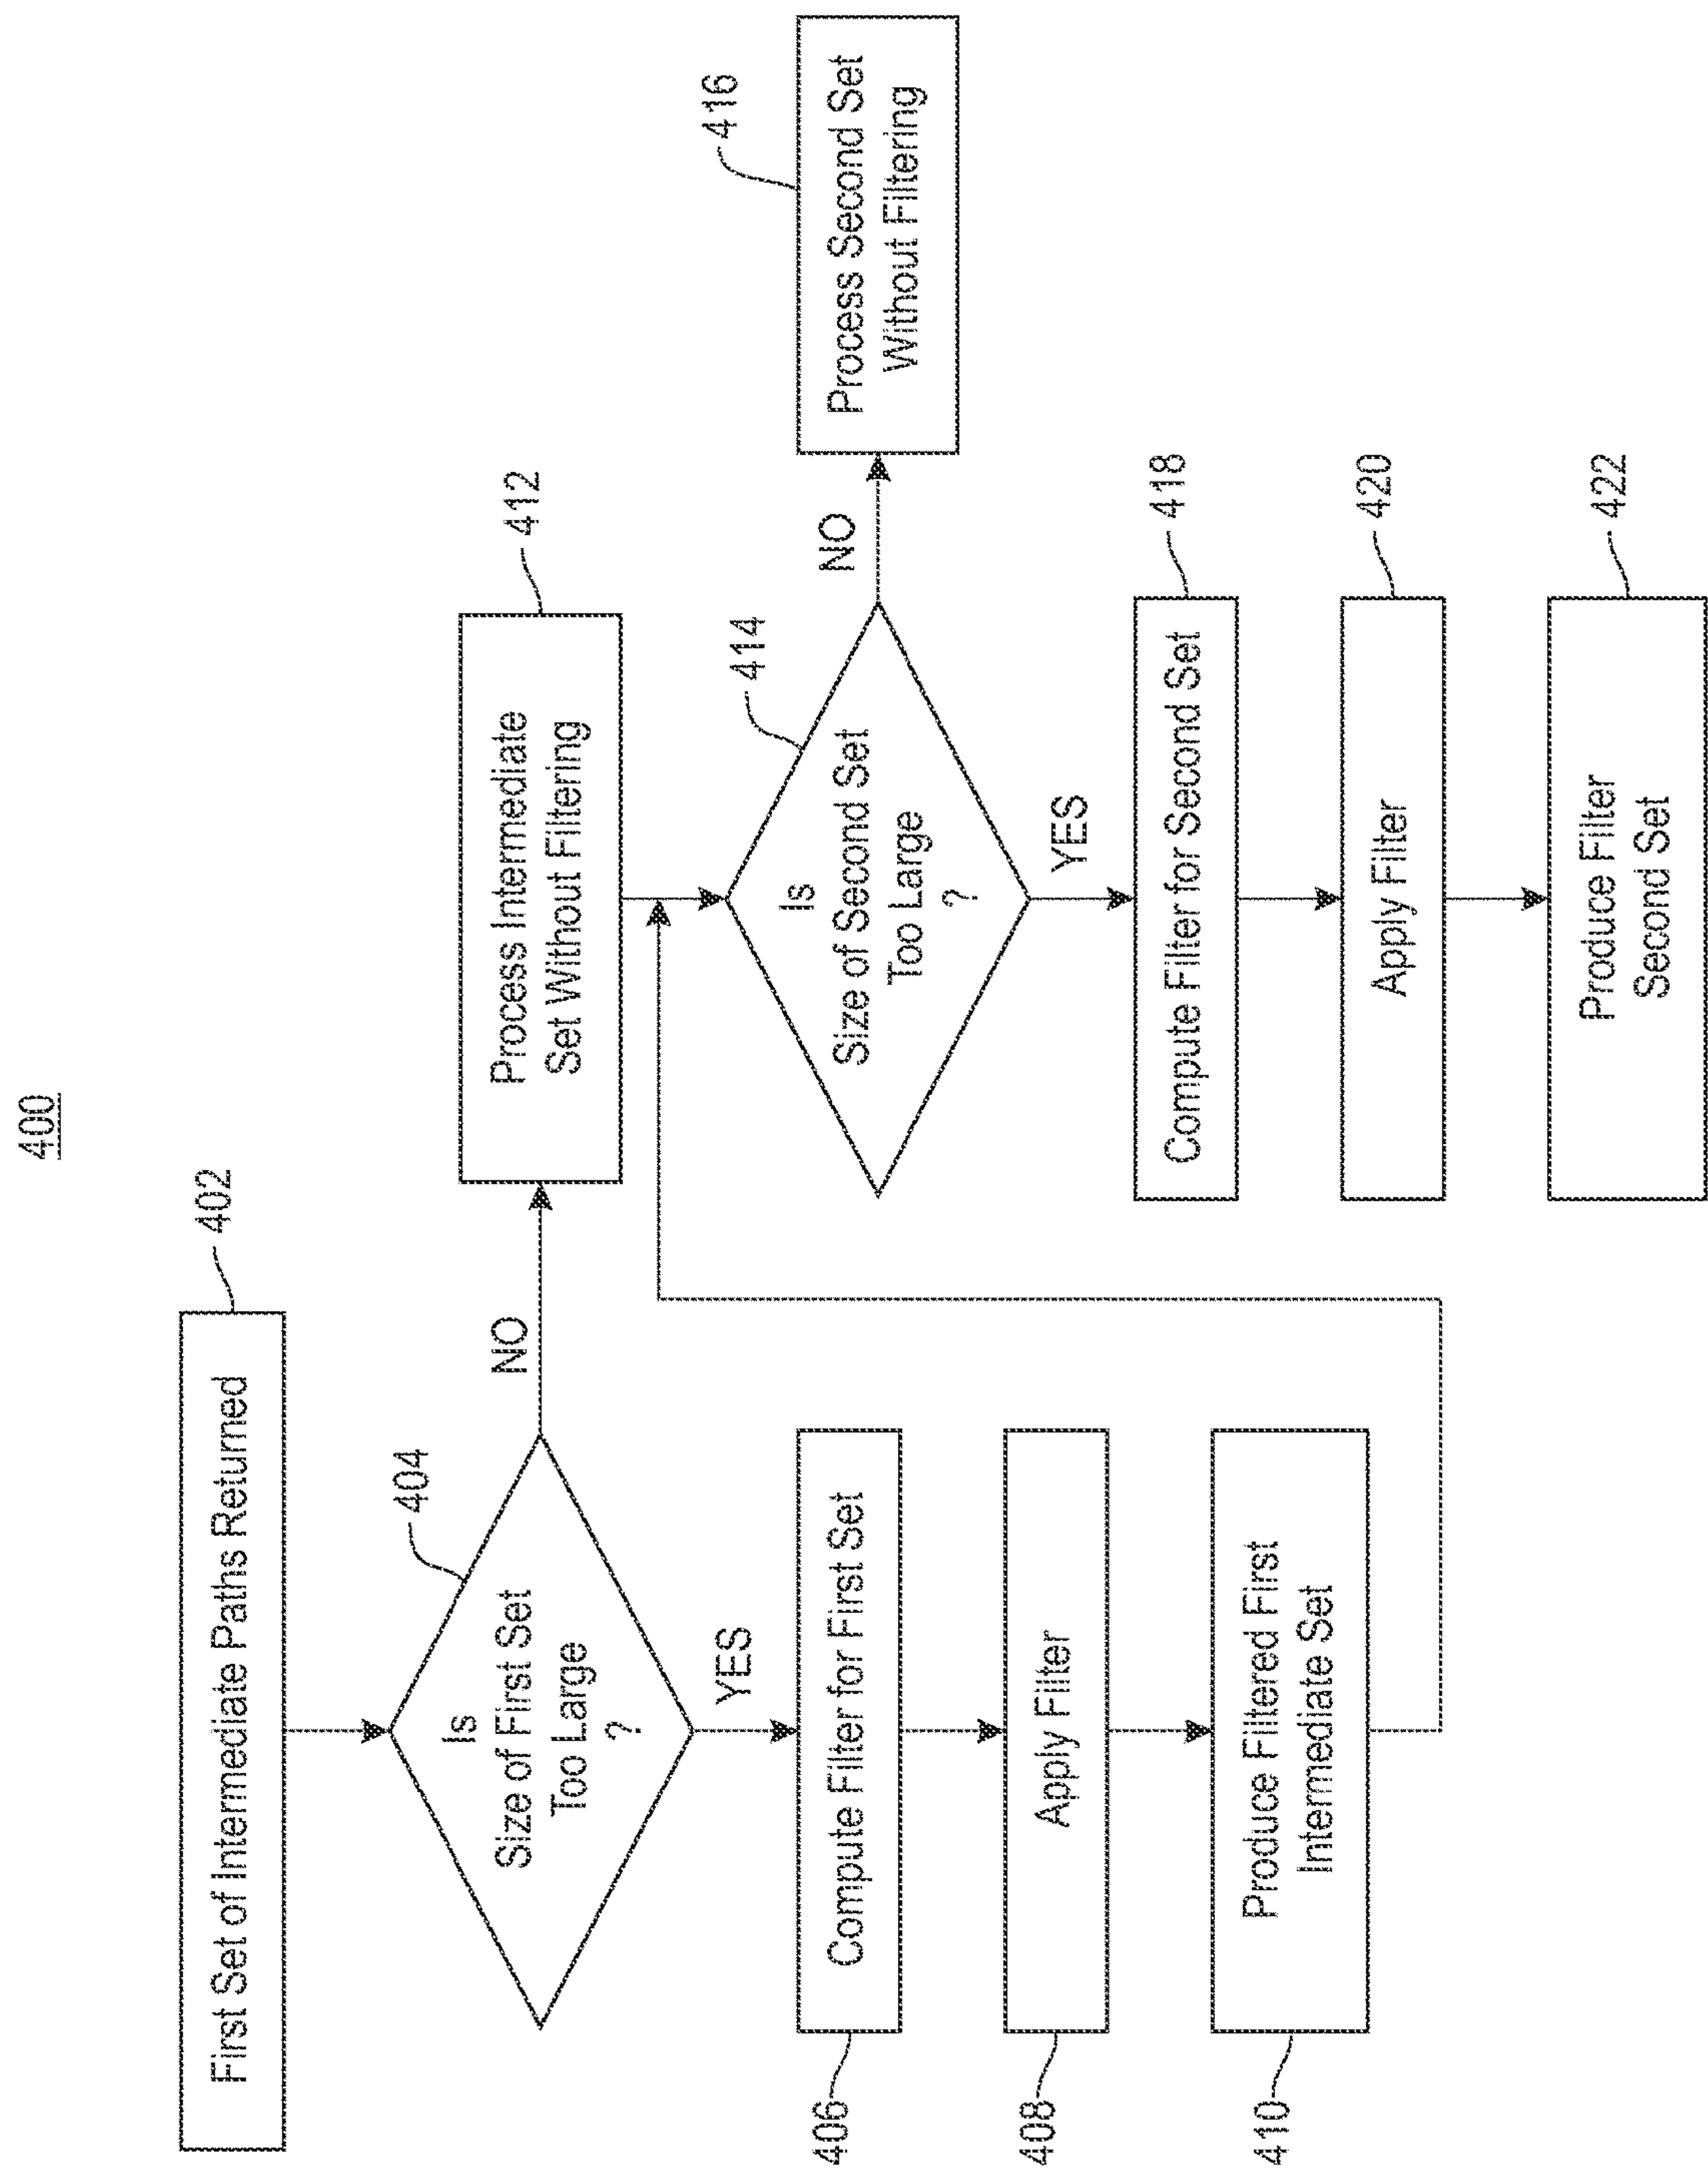 400
First Set of Intermediate Paths Returned
402
Is
Size of First Set
Too Large
?
404
NO
YES
Compute Filter for First Set
406
Apply Filter
408
Produce Filtered First
Intermediate Set
410
Process Intermediate
Set Without Filtering
412
Is
Size of Second Set
Too Large
?
414
NO
YES
Process Second Set
Without Filtering
416
Compute Filter for Second Set
418
Apply Filter
420
Produce Filter
Second Set
422